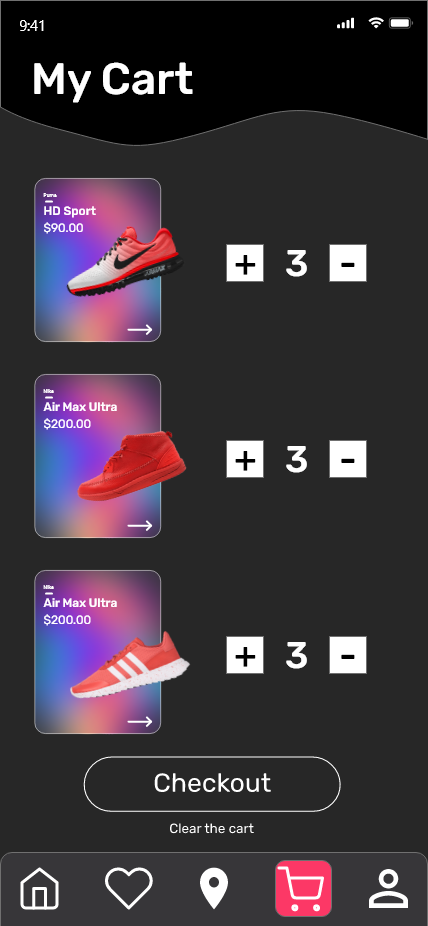 9:41
My Cart
Puma
HD Sport
$90.00
+ 3 -
Nike
Air Max Ultra
$200.00
+ 3 -
Nike
Air Max Ultra
$200.00
+ 3 -
Checkout
Clear the cart